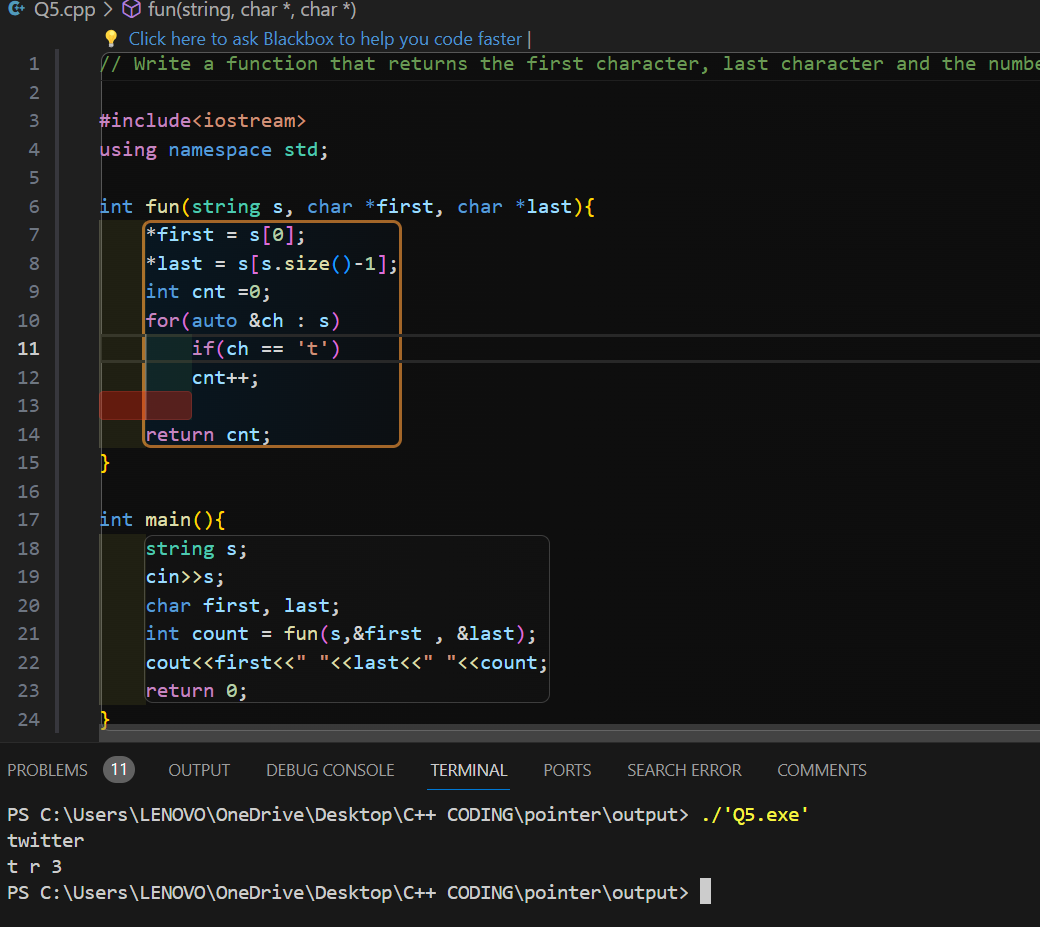 Q5.cpp > fun(string, char *, char *)
Click here to ask Blackbox to help you code faster |
1 // Write a function that returns the first character, last character and the numbe
2
3 #include<iostream>
4 using namespace std;
5
6 int fun(string s, char *first, char *last){
7 *first = s[0];
8 *last = s[s.size()-1];
9 int cnt =0;
10 for(auto &ch : s)
11 if(ch == 't')
12 cnt++;
13
14 return cnt;
15 }
16
17 int main(){
18 string s;
19 cin>>s;
20 char first, last;
21 int count = fun(s,&first , &last);
22 cout<<first<<" "<<last<<" "<<count;
23 return 0;
24 }
PROBLEMS 11 OUTPUT DEBUG CONSOLE TERMINAL PORTS SEARCH ERROR COMMENTS
PS C:\Users\LENOVO\OneDrive\Desktop\C++ CODING\pointer\output> ./'Q5.exe'
twitter
t r 3
PS C:\Users\LENOVO\OneDrive\Desktop\C++ CODING\pointer\output>